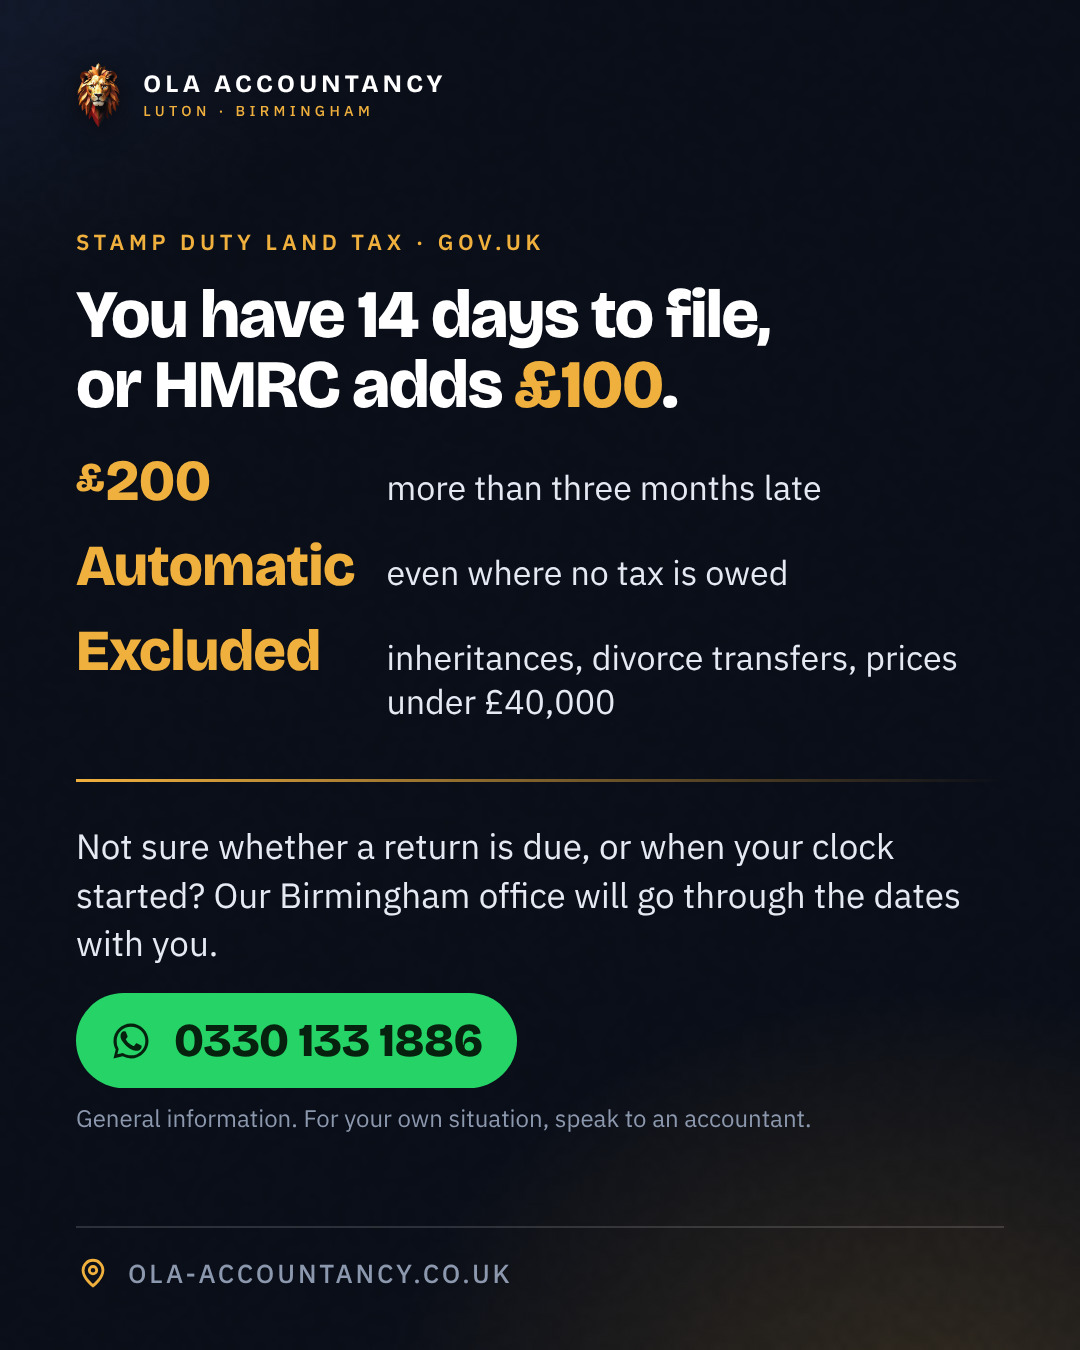 OLA ACCOUNTANCY
LUTON · BIRMINGHAM
STAMP DUTY LAND TAX · GOV.UK
You have 14 days to file,
or HMRC adds £100.
£200 more than three months late
Automatic even where no tax is owed
Excluded inheritances, divorce transfers, prices
under £40,000
Not sure whether a return is due, or when your clock
started? Our Birmingham office will go through the dates
with you.
0330 133 1886
General information. For your own situation, speak to an accountant.
OLA-ACCOUNTANCY.CO.UK